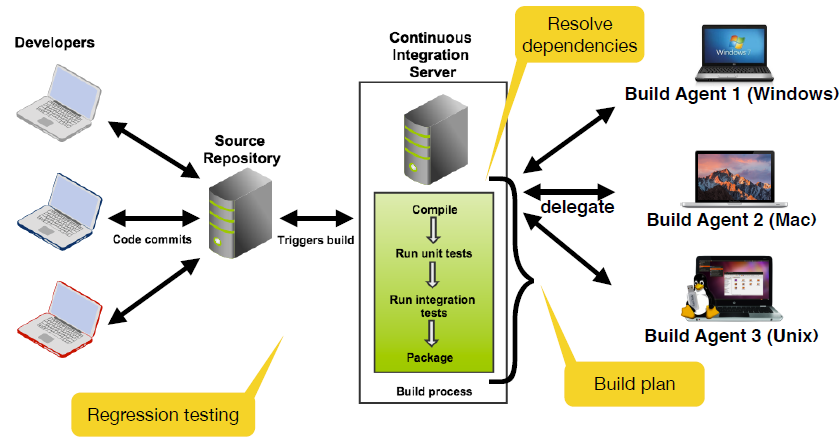 Developers
Continuous
Integration
Server
Resolve
dependencies
Windows 7
Build Agent 1 (Windows)
Source
Repository
Code commits
Triggers build
Compile
Run unit tests
Run integration
tests
Package
Build process
delegate
Build Agent 2 (Mac)
Build Agent 3 (Unix)
Build plan
Regression testing